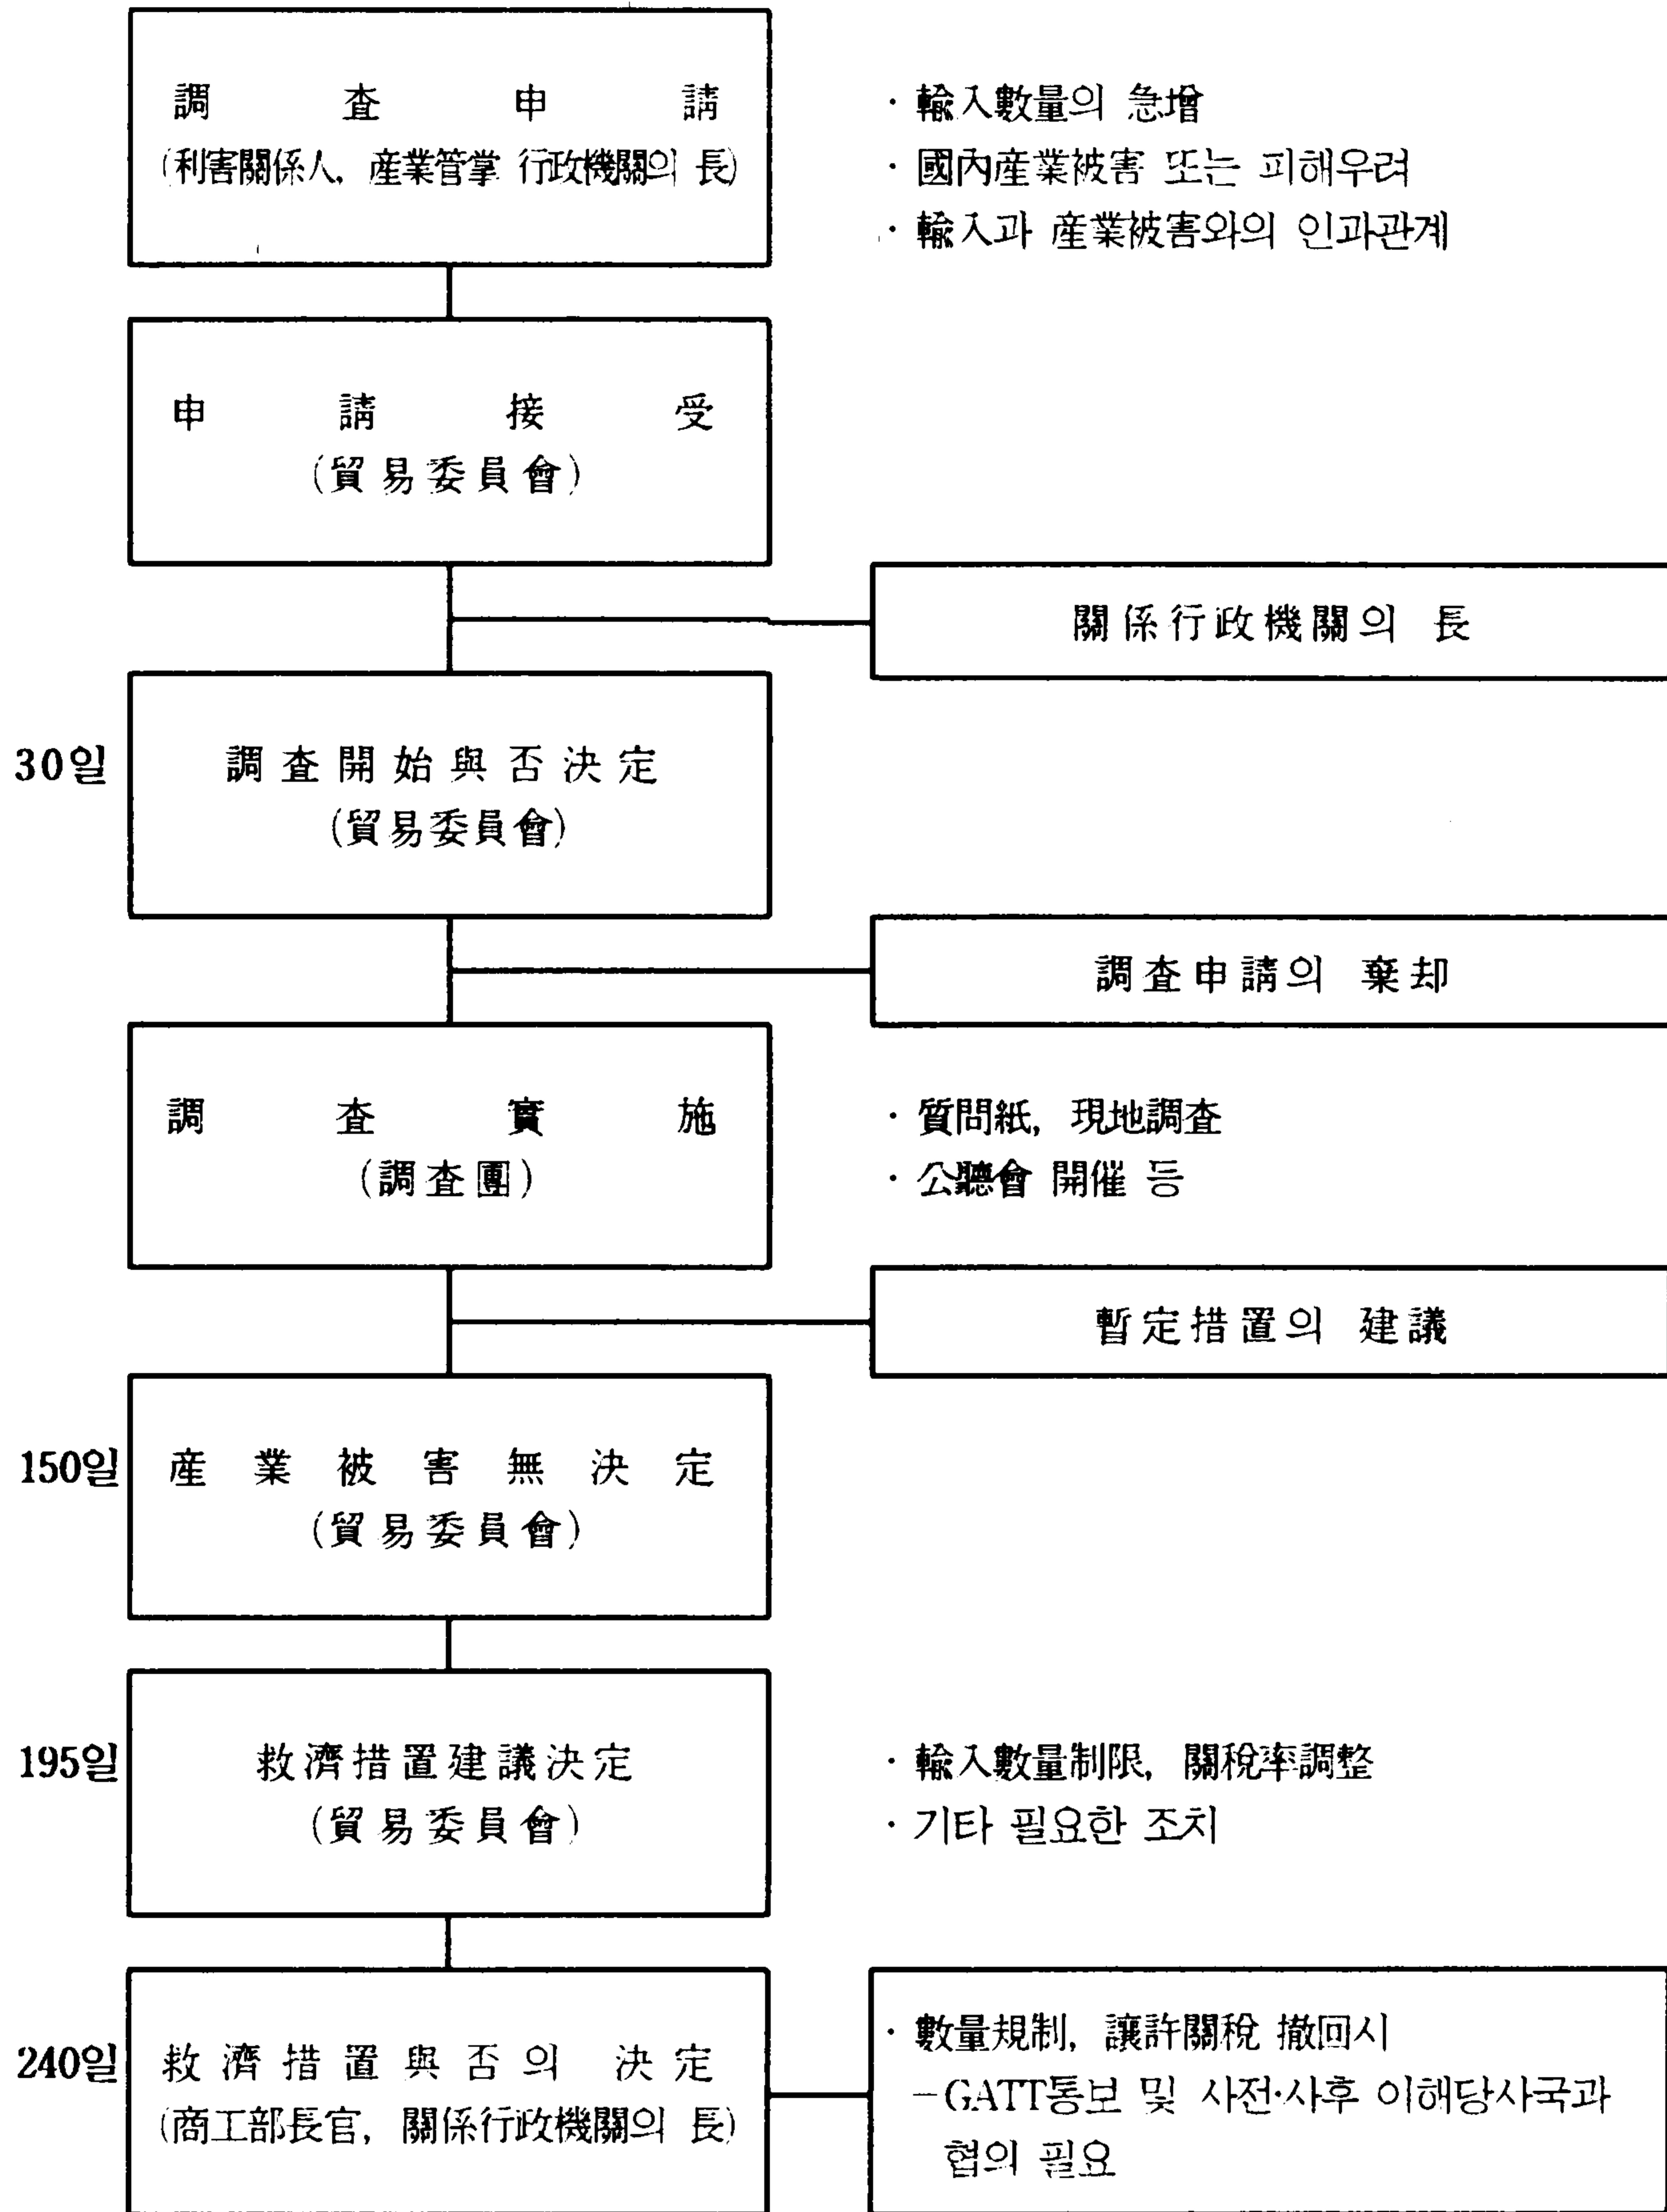 調 査 申 請
(利害關係人, 産業管掌 行政機關의 長)
· 輸入數量의 急增
· 國內産業被害 또는 피해우려
· 輸入과 産業被害와의 인과관계
申 請 接 受
(貿易委員會)
關係行政機關의 長
30일
調査開始與否決定
(貿易委員會)
調査申請의 棄却
調 査 實 施
(調査團)
· 質問紙, 現地調査
· 公聽會 開催 등
暫定措置의 建議
150일
産業被害無決定
(貿易委員會)
195일
救濟措置建議決定
(貿易委員會)
· 輸入數量制限, 關稅率調整
· 기타 필요한 조치
240일
救濟措置與否의 決定
(商工部長官, 關係行政機關의 長)
· 數量規制, 讓許關稅 撤回시
-GATT통보 및 사전·사후 이해당사국과
협의 필요